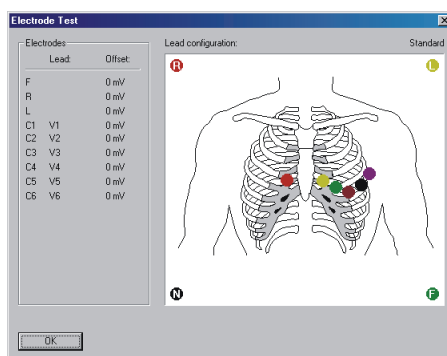 Electrode Test
Electrodes
Lead: Offset:
F 0 mV
R 0 mV
L 0 mV
C1 V1 0 mV
C2 V2 0 mV
C3 V3 0 mV
C4 V4 0 mV
C5 V5 0 mV
C6 V6 0 mV
Lead configuration: Standard
R L
N F
OK